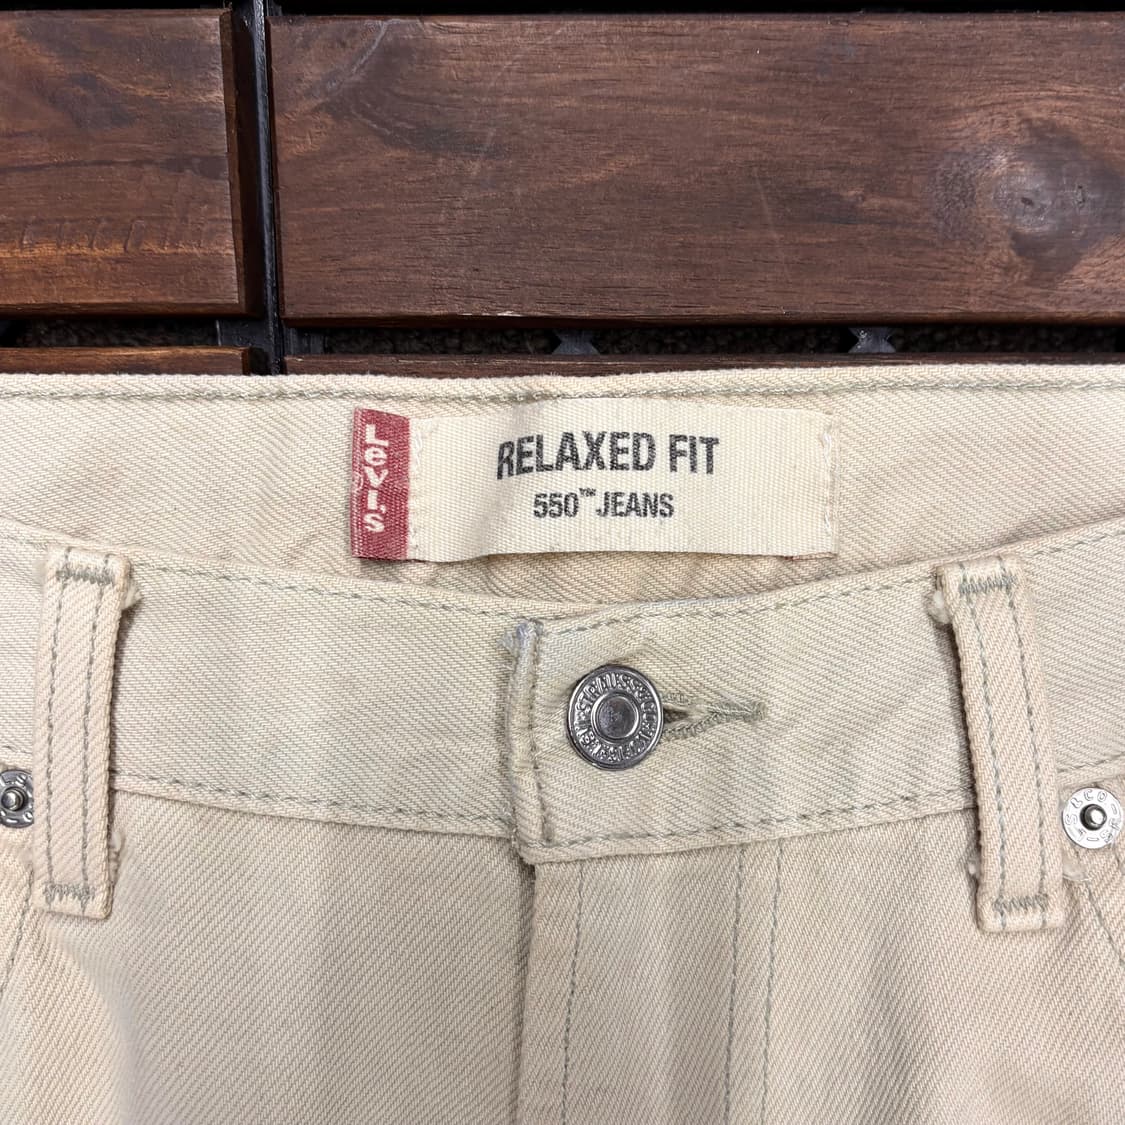 Levi's
RELAXED FIT
550™ JEANS